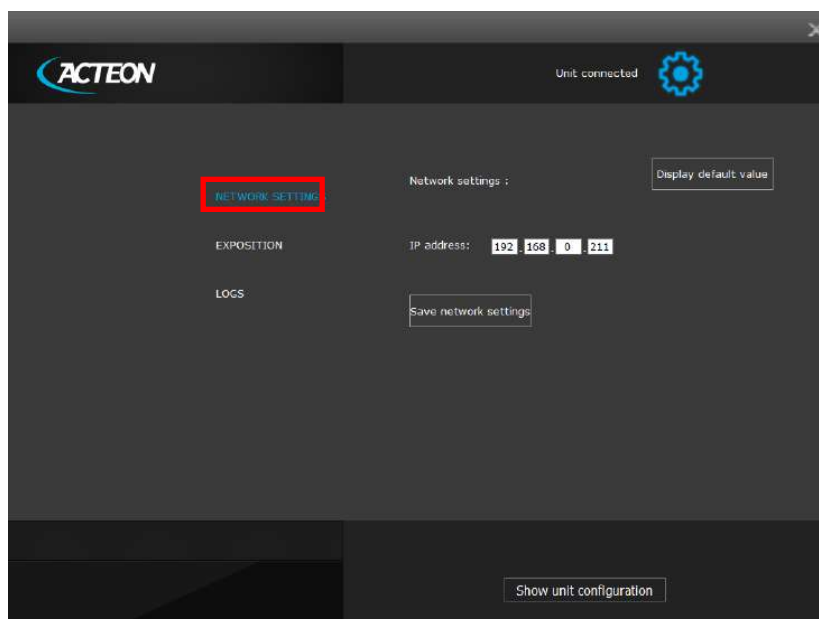 ACTEON
Unit connected
NETWORK SETTINGS
EXPOSITION
LOGS
Network settings :
Display default value
IP address: 192 . 168 . 0 . 211
Save network settings
Show unit configuration